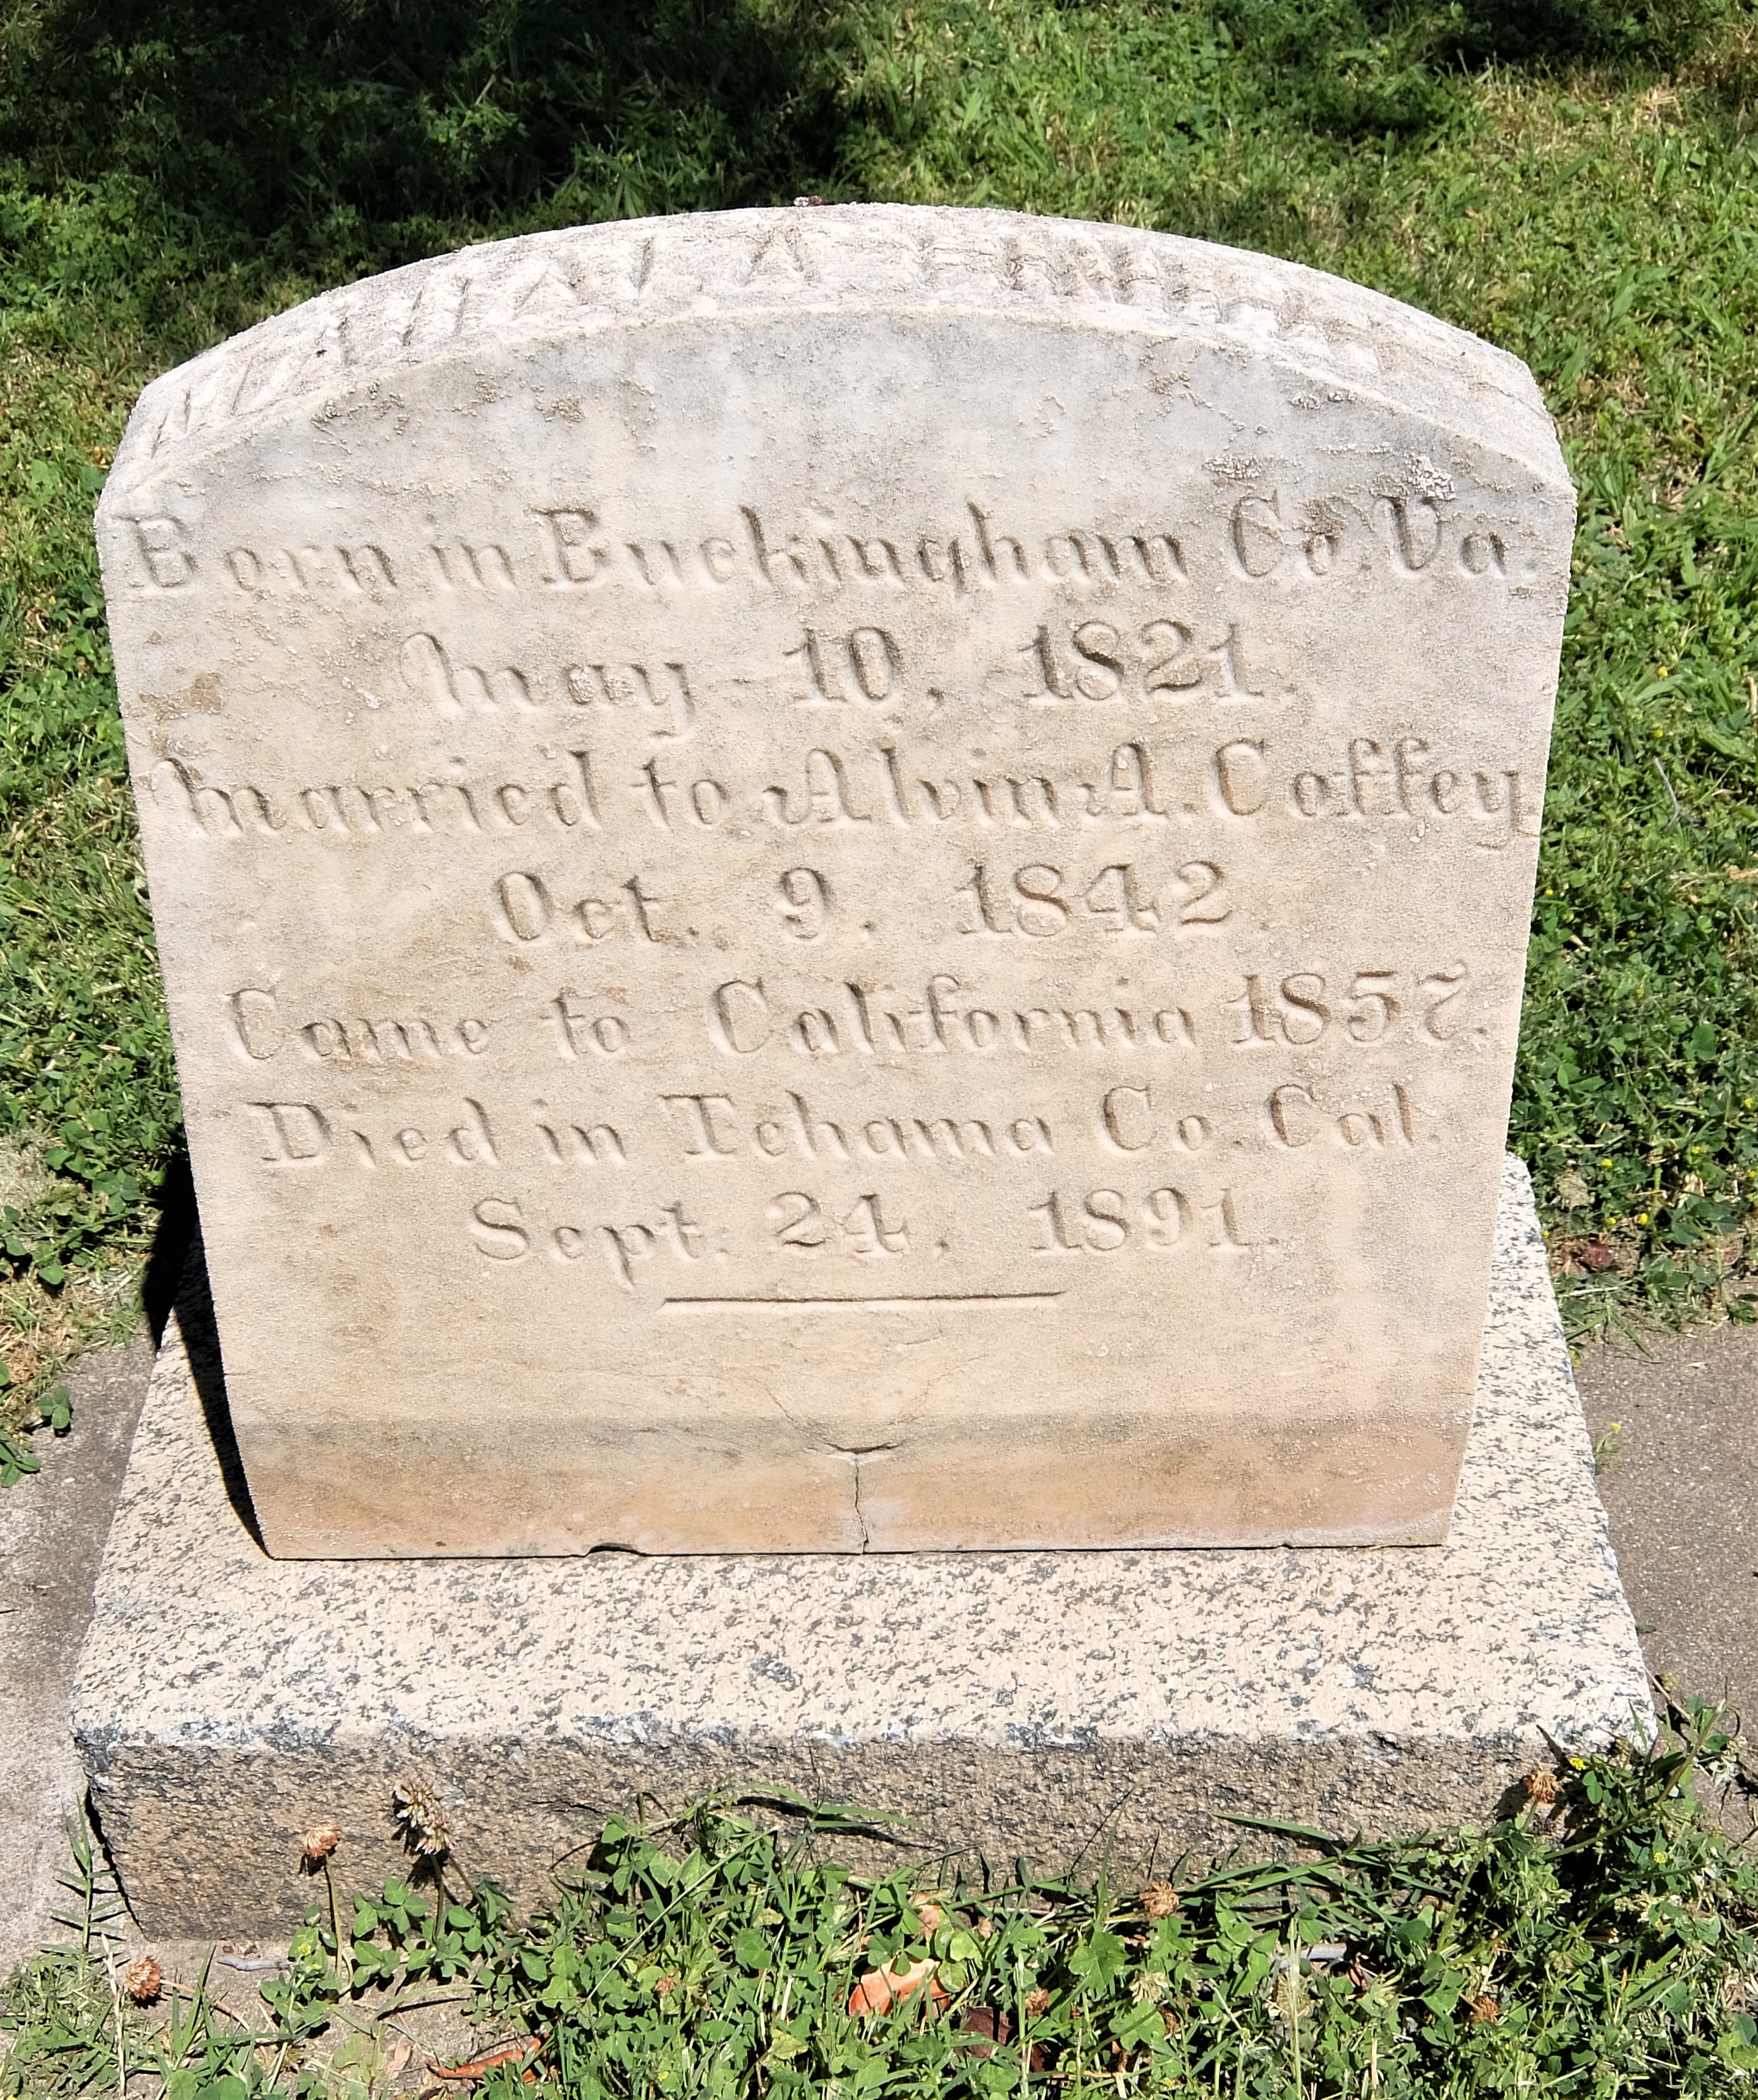 MAHALA
Born in Buckingham Co. Va.
May 10, 1821.
Married to Alvin A. Coffey
Oct. 9. 1842.
Came to California 1857.
Died in Tehama Co. Cal.
Sept. 24, 1891.